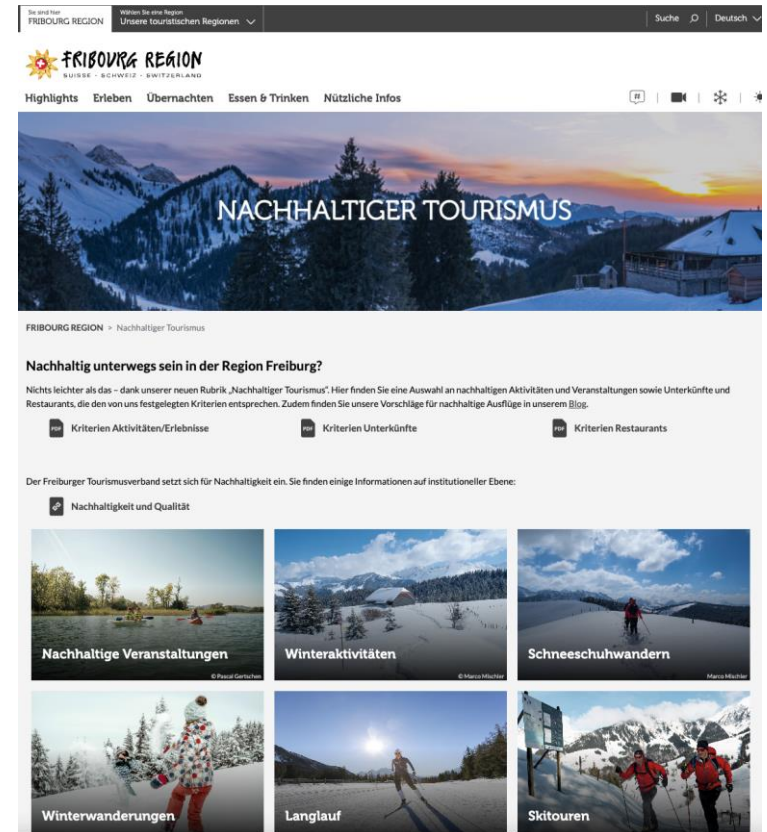 Sie sind hier
FRIBOURG REGION
Wählen Sie eine Region
Unsere touristischen Regionen
Suche
Deutsch
FRIBOURG REGION
SUISSE - SCHWEIZ - SWITZERLAND
Highlights Erleben Übernachten Essen & Trinken Nützliche Infos
#
NACHHALTIGER TOURISMUS
FRIBOURG REGION > Nachhaltiger Tourismus
Nachhaltig unterwegs sein in der Region Freiburg?
Nichts leichter als das – dank unserer neuen Rubrik „Nachhaltiger Tourismus“. Hier finden Sie eine Auswahl an nachhaltigen Aktivitäten und Veranstaltungen sowie Unterkünfte und
Restaurants, die den von uns festgelegten Kriterien entsprechen. Zudem finden Sie unsere Vorschläge für nachhaltige Ausflüge in unserem Blog.
PDF Kriterien Aktivitäten/Erlebnisse
PDF Kriterien Unterkünfte
PDF Kriterien Restaurants
Der Freiburger Tourismusverband setzt sich für Nachhaltigkeit ein. Sie finden einige Informationen auf institutioneller Ebene:
Nachhaltigkeit und Qualität
Nachhaltige Veranstaltungen
© Pascal Gertschen
Winteraktivitäten
© Marco Mischler
Schneeschuhwandern
Marco Mischler
Winterwanderungen
Langlauf
Skitouren